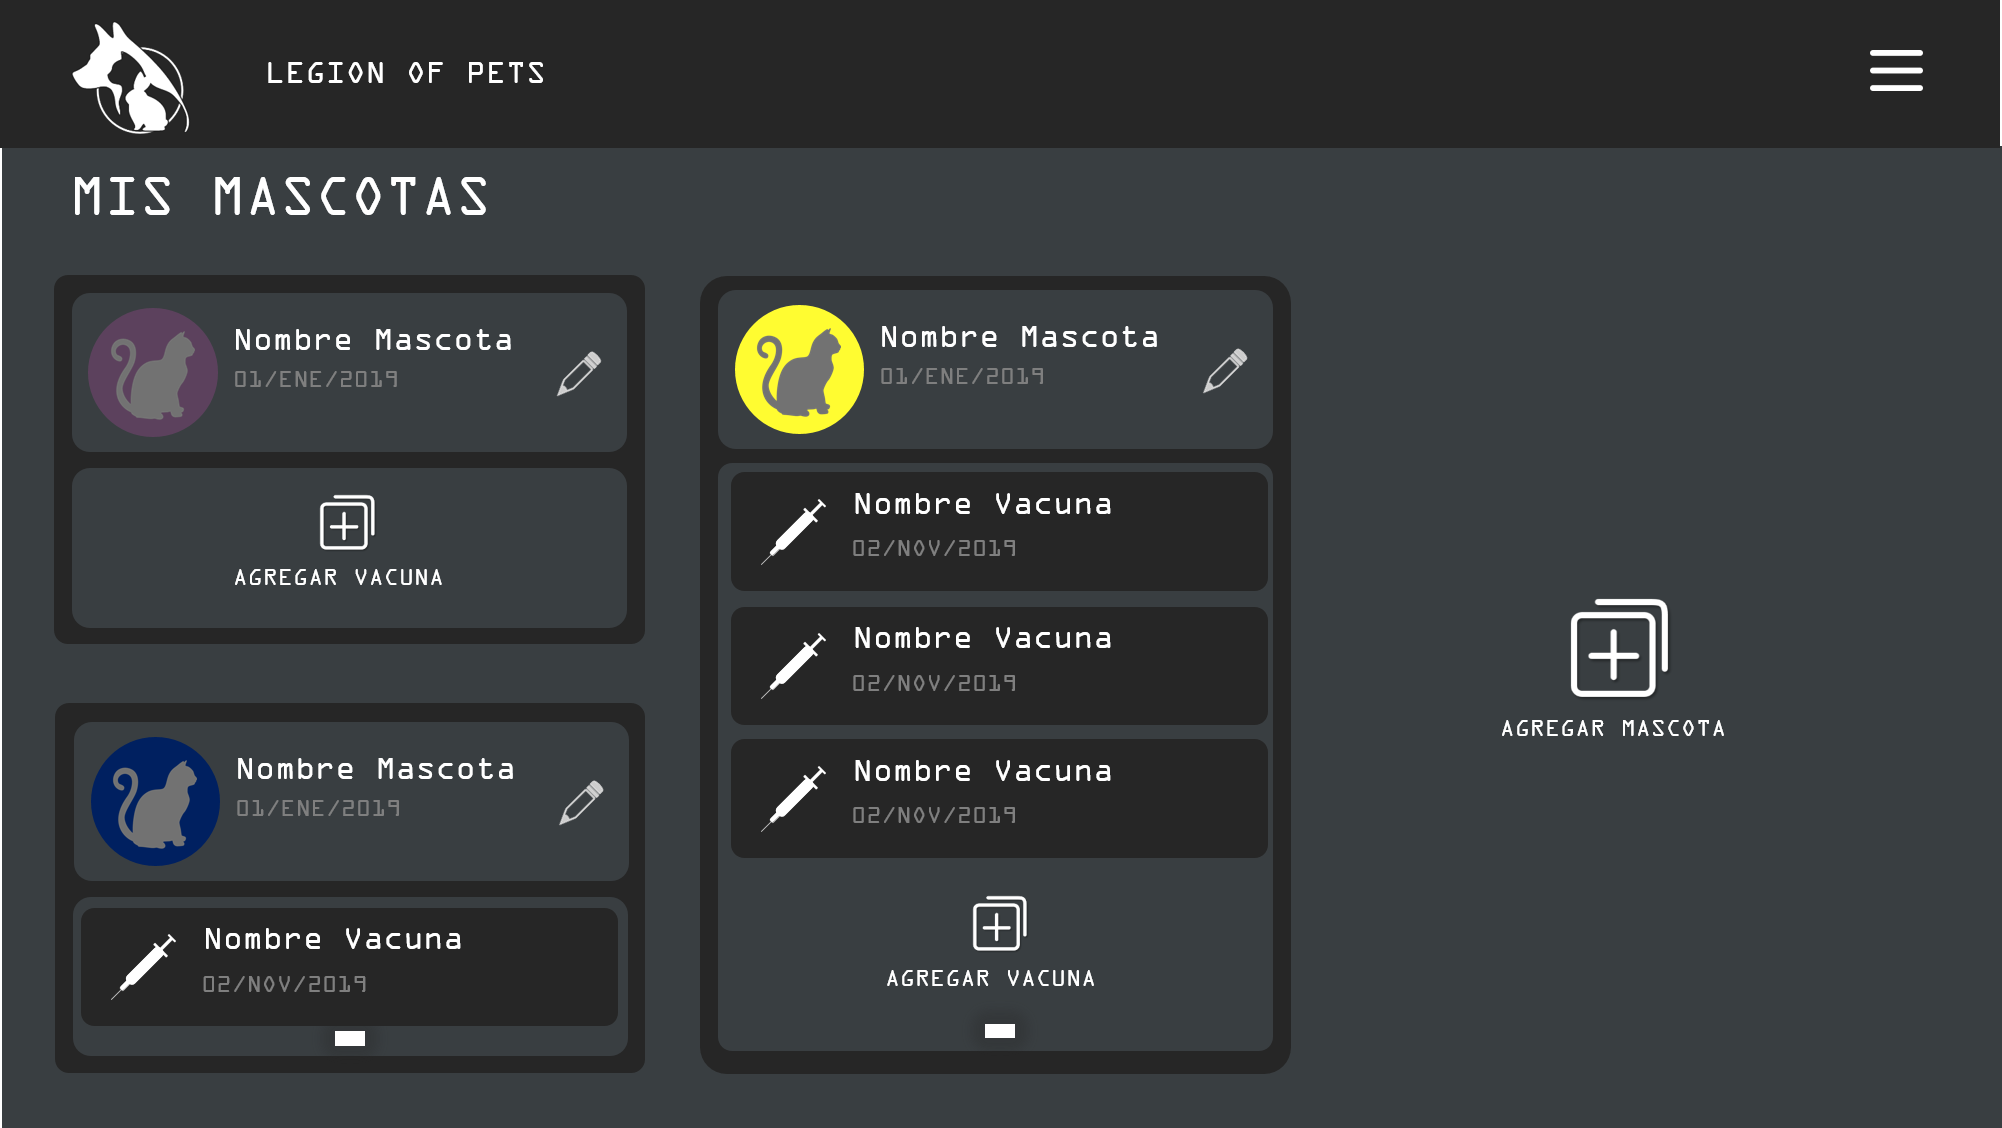 LEGION OF PETS
MIS MASCOTAS
Nombre Mascota
01/ENE/2019
AGREGAR VACUNA
Nombre Mascota
01/ENE/2019
Nombre Vacuna
02/NOV/2019
Nombre Mascota
01/ENE/2019
Nombre Vacuna
02/NOV/2019
Nombre Vacuna
02/NOV/2019
Nombre Vacuna
02/NOV/2019
AGREGAR VACUNA
AGREGAR MASCOTA